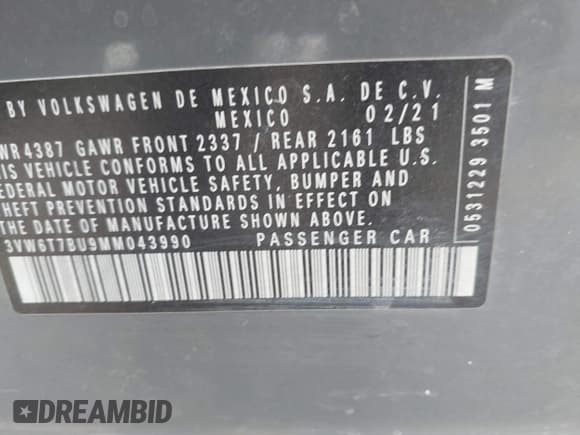 BY VOLKSWAGEN DE MEXICO S.A. DE C.V.
MEXICO 02/21
WR4387 GAWR FRONT 2337 / REAR 2161 LBS
IS VEHICLE CONFORMS TO ALL APPLICABLE U.S.
EDERAL MOTOR VEHICLE SAFETY, BUMPER AND
HEFT PREVENTION STANDARDS IN EFFECT ON
THE DATE OF MANUFACTURE SHOWN ABOVE.
3VW6T7BU9MM043990 PASSENGER CAR
0531229 3501 M
DREAMBID